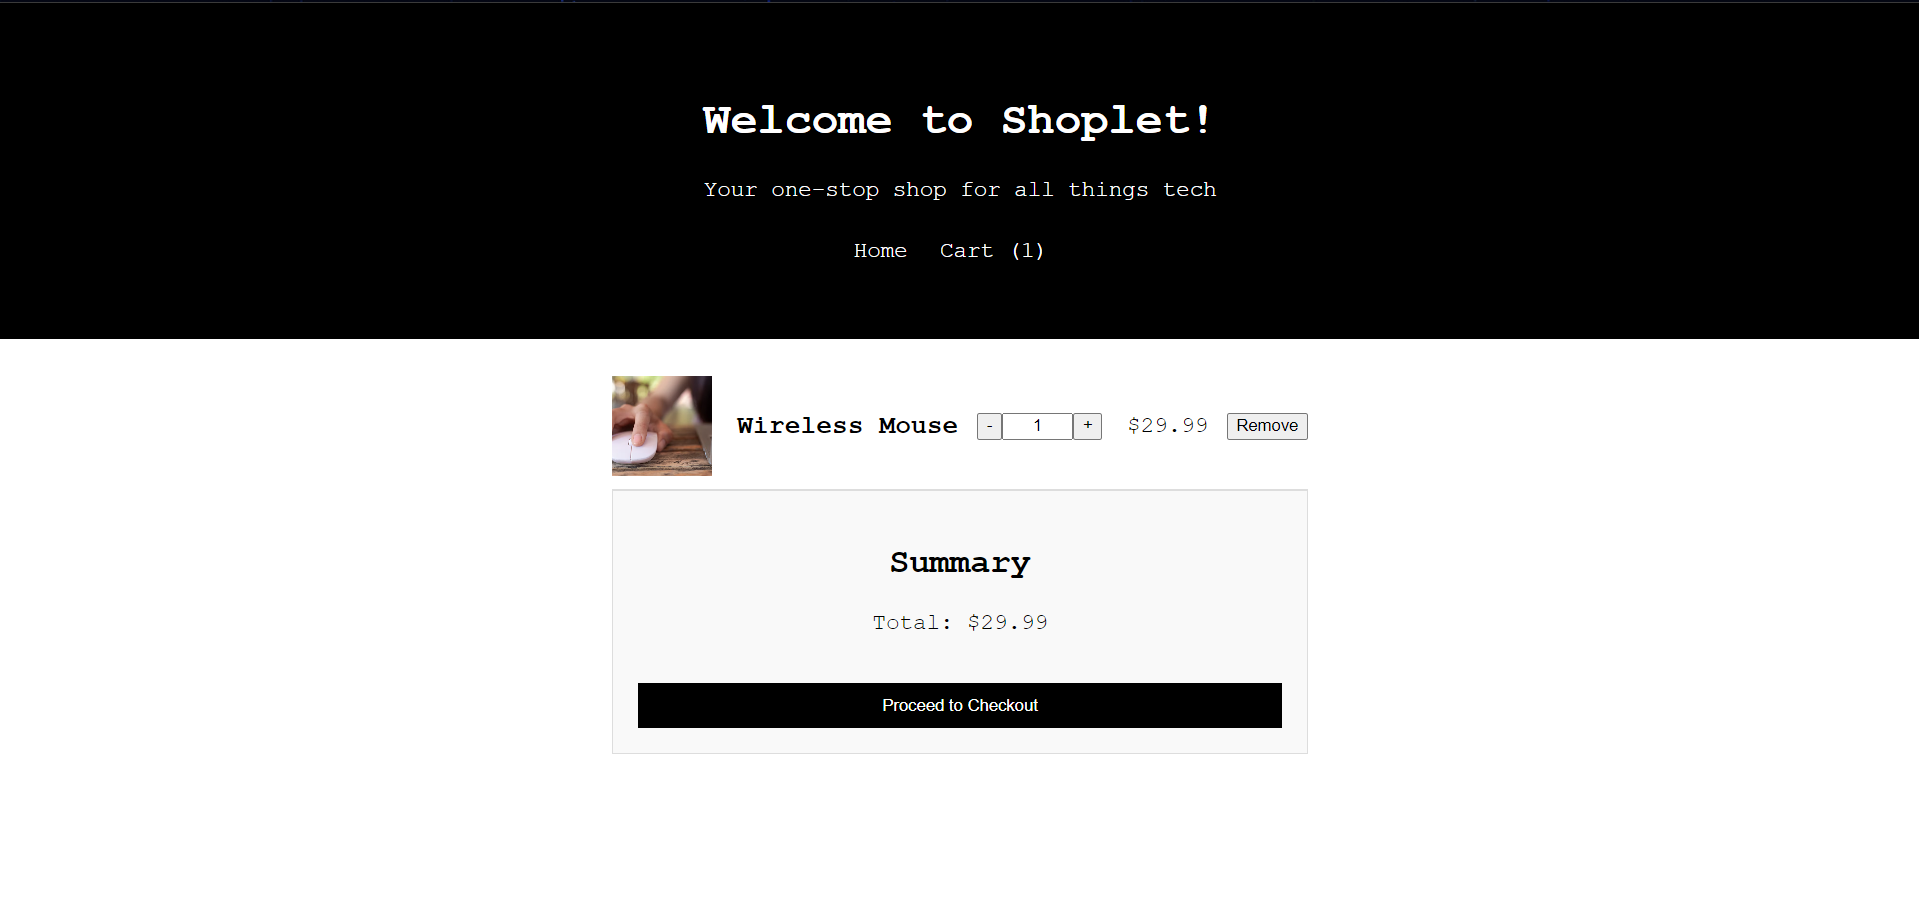 Welcome to Shoplet!
Your one-stop shop for all things tech
Home Cart (1)
Wireless Mouse - 1 + $29.99 Remove
Summary
Total: $29.99
Proceed to Checkout